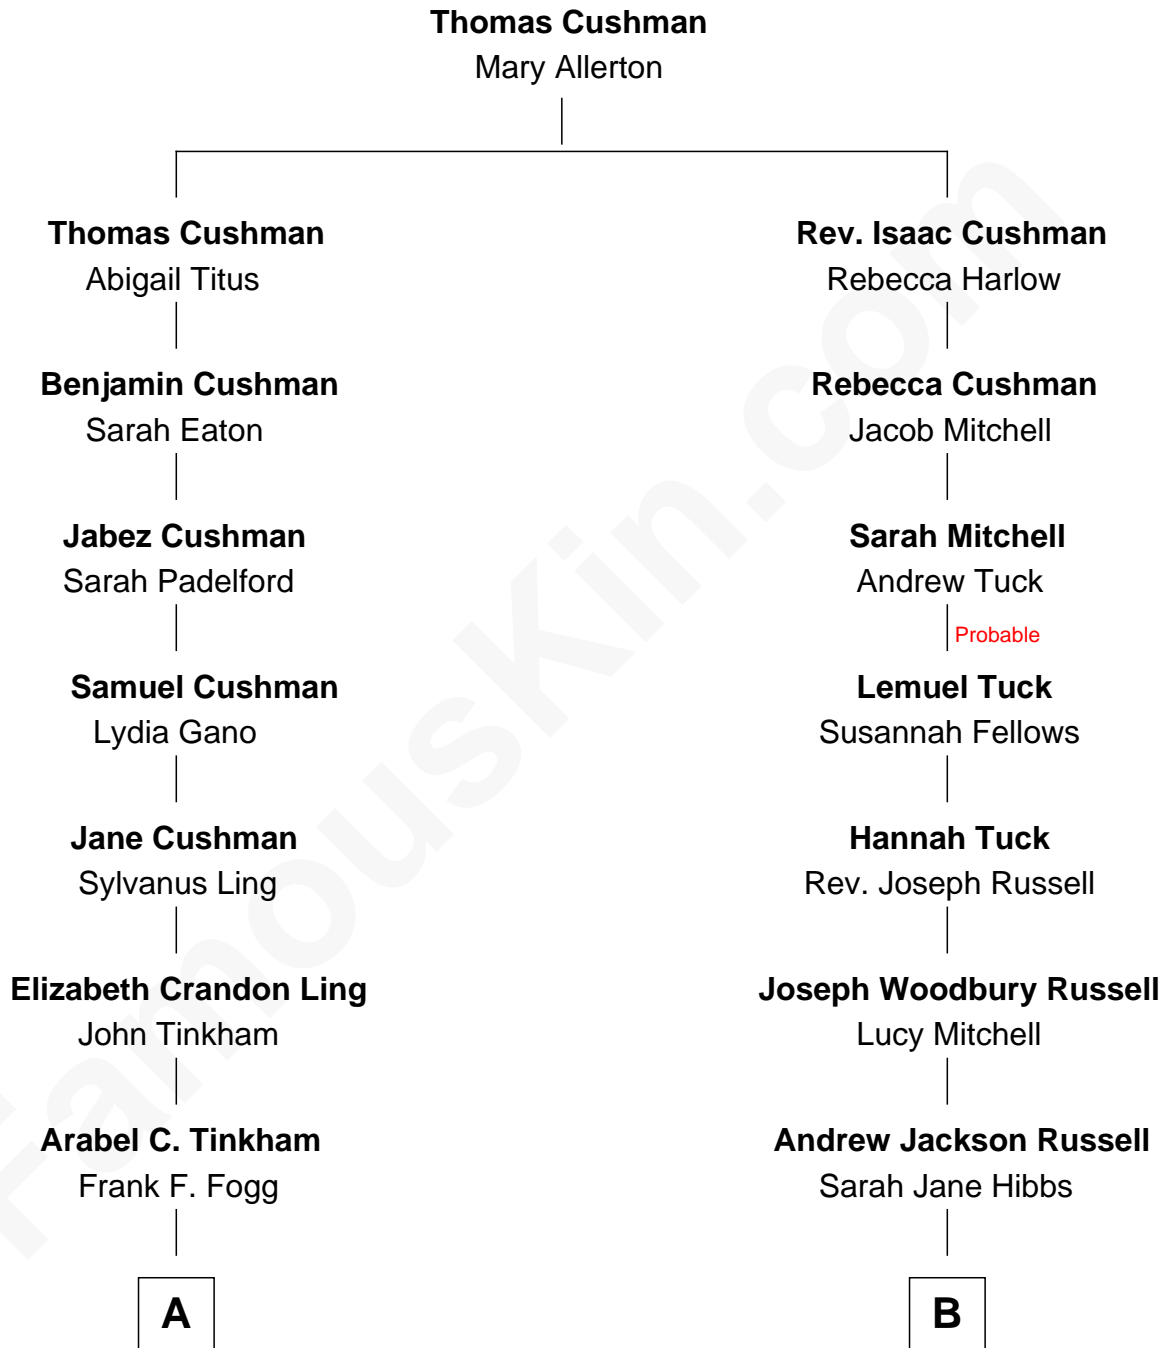 Thomas Cushman
Mary Allerton
Thomas Cushman
Abigail Titus
Rev. Isaac Cushman
Rebecca Harlow
Benjamin Cushman
Sarah Eaton
Rebecca Cushman
Jacob Mitchell
Jabez Cushman
Sarah Padelford
Sarah Mitchell
Andrew Tuck
Probable
Samuel Cushman
Lydia Gano
Lemuel Tuck
Susannah Fellows
Jane Cushman
Sylvanus Ling
Hannah Tuck
Rev. Joseph Russell
Elizabeth Crandon Ling
John Tinkham
Joseph Woodbury Russell
Lucy Mitchell
Arabel C. Tinkham
Frank F. Fogg
Andrew Jackson Russell
Sarah Jane Hibbs
A
B
FamousKin.com